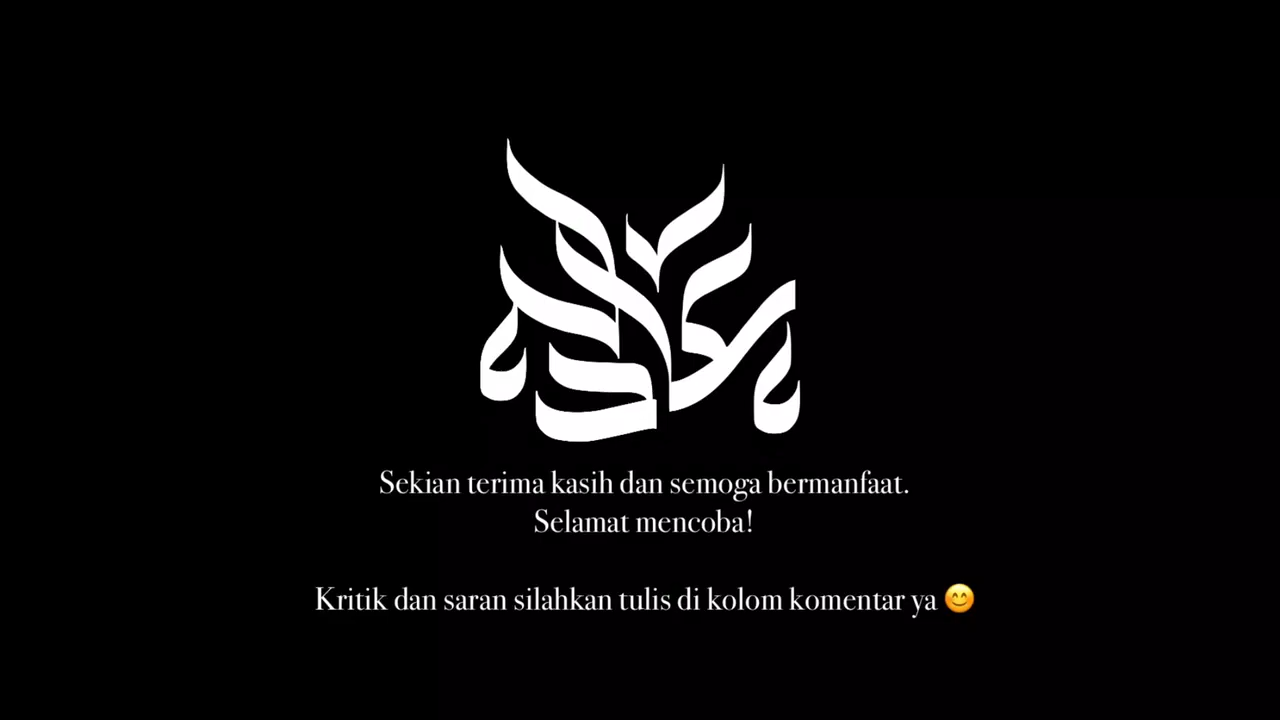 Sekian terima kasih dan semoga bermanfaat.
Selamat mencoba!
Kritik dan saran silahkan tulis di kolom komentar ya 😊